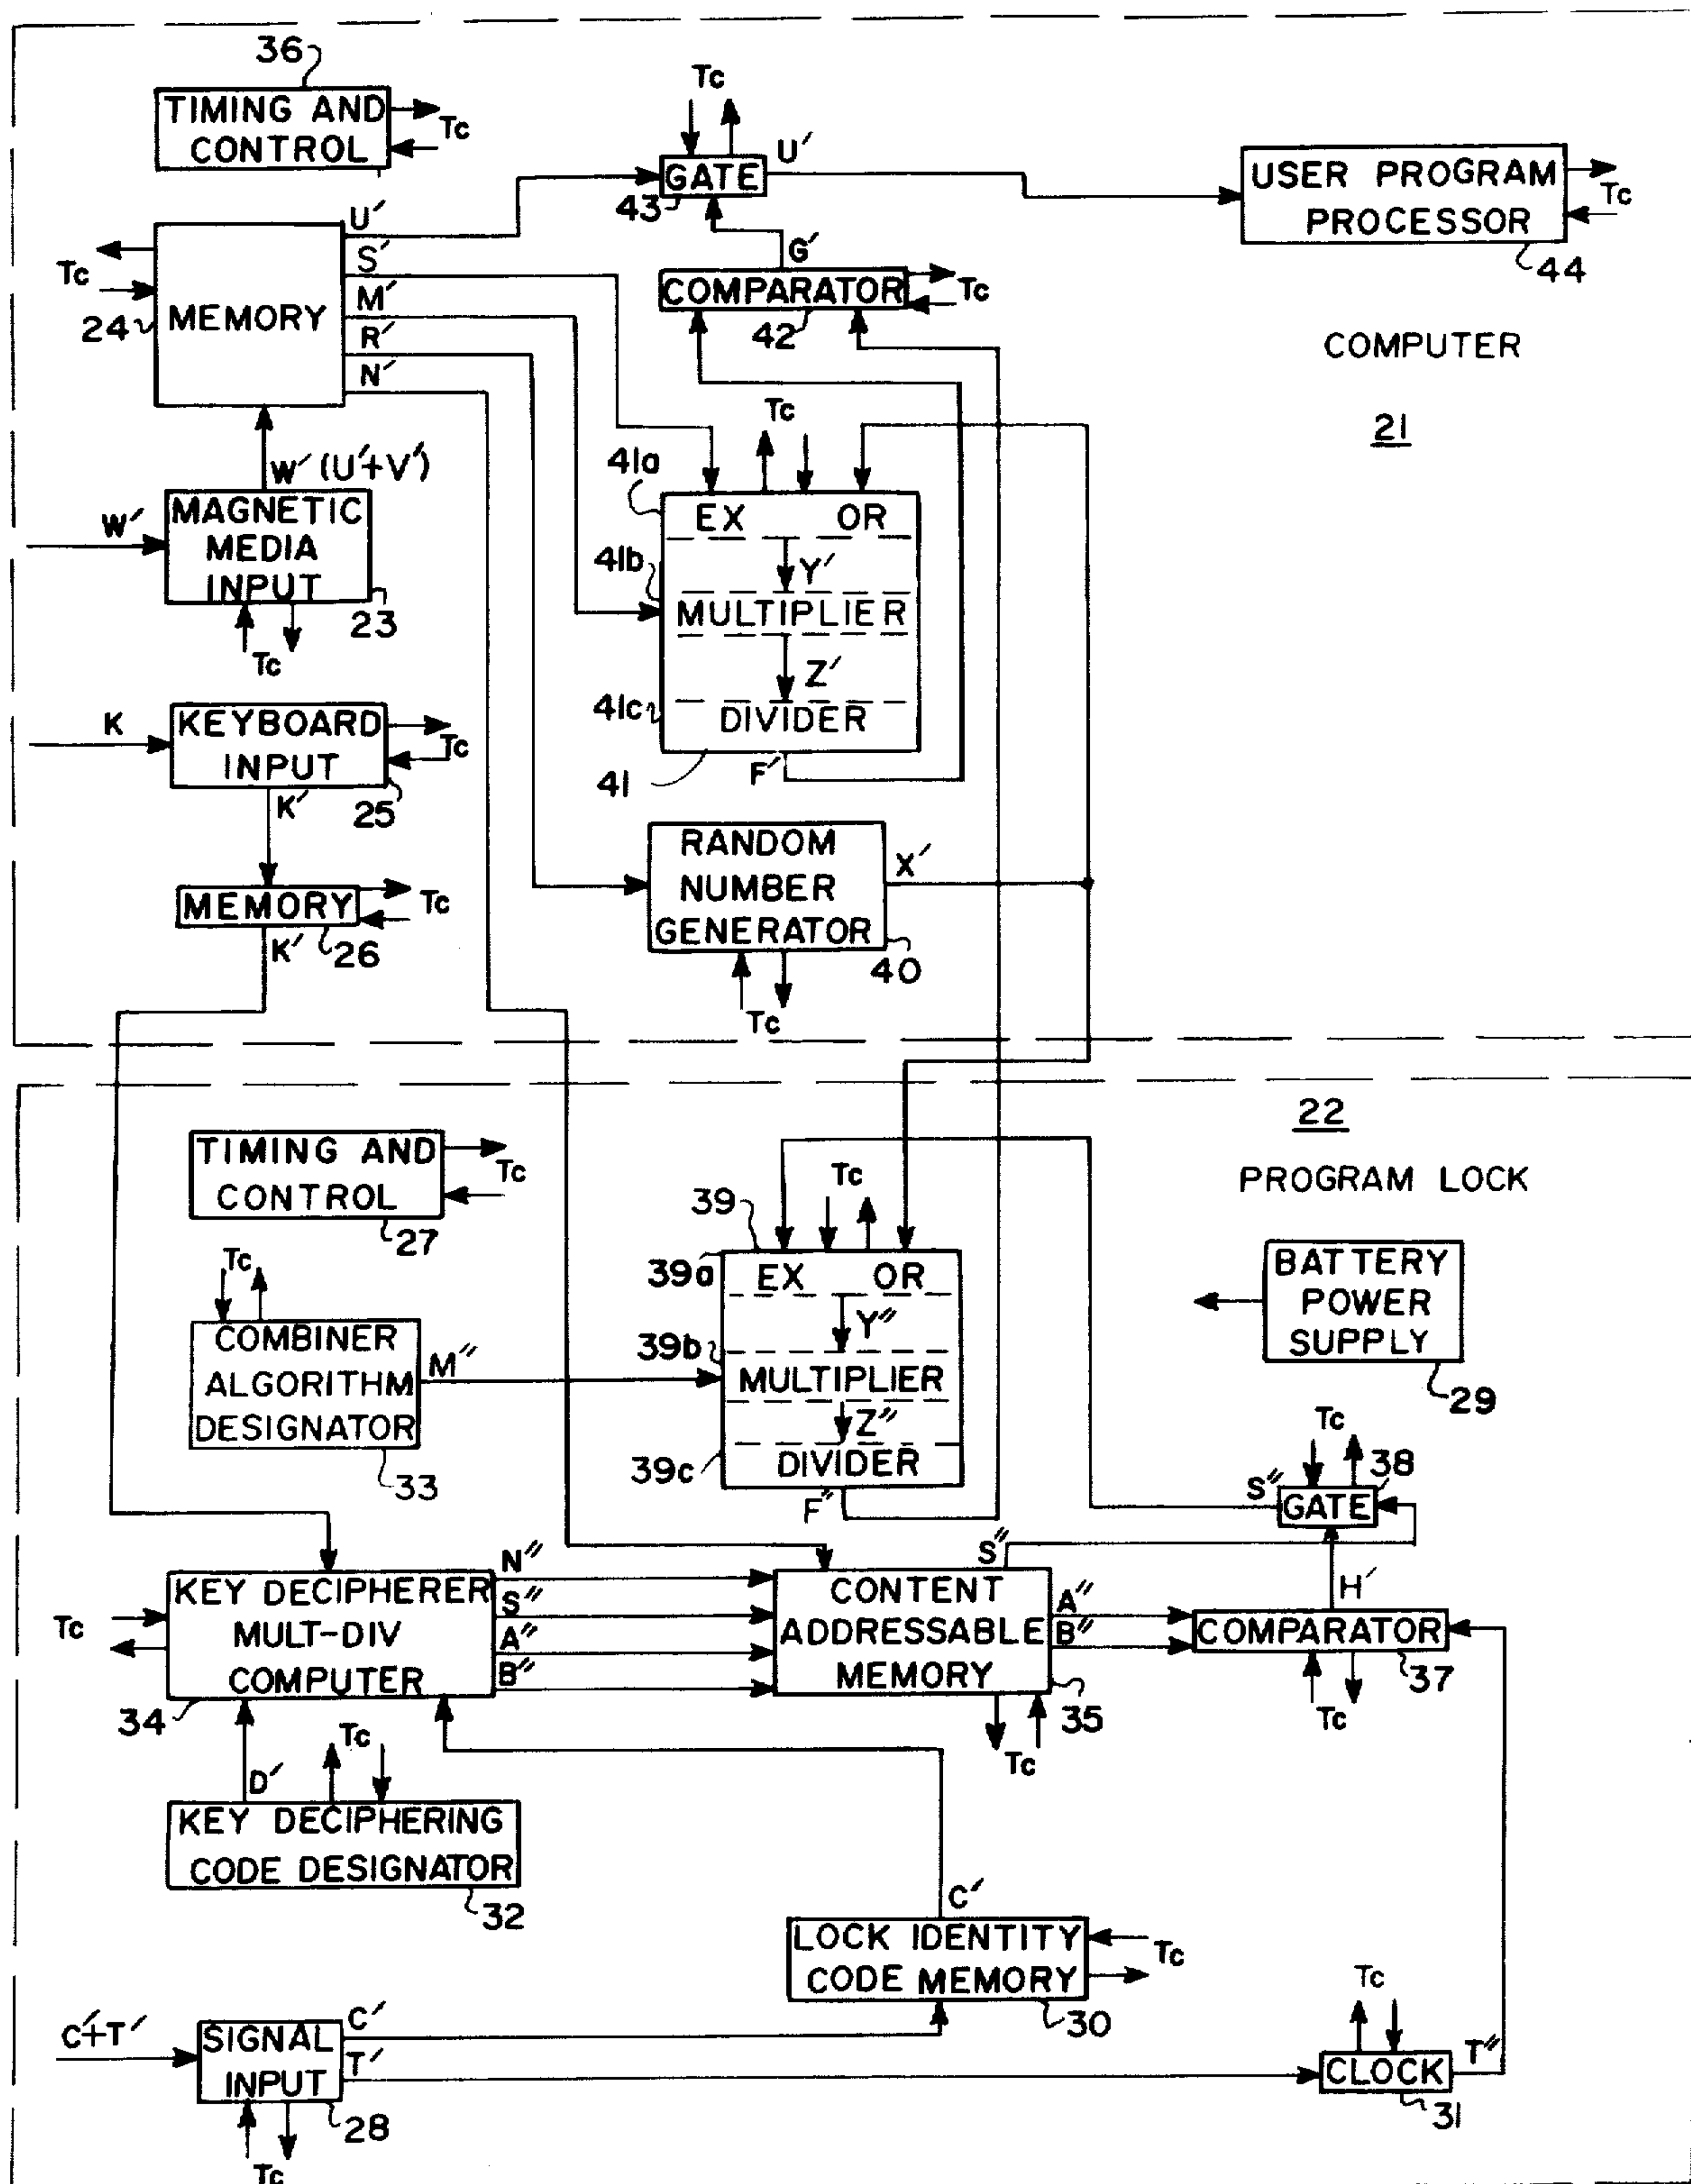 36
TIMING AND
CONTROL
Tc
Tc
GATE
43
U'
USER PROGRAM
PROCESSOR
Tc
44
Tc
24
MEMORY
U'
S'
M'
R'
N'
G'
COMPARATOR
Tc
42
COMPUTER
21
W' (U'+V')
W'
MAGNETIC
MEDIA
INPUT
23
Tc
Tc
41a
EX OR
Y'
41b
MULTIPLIER
Z'
41c
DIVIDER
41
F'
K
KEYBOARD
INPUT
Tc
25
K'
MEMORY
Tc
26
K'
RANDOM
NUMBER
GENERATOR
X'
40
Tc
22
PROGRAM LOCK
TIMING AND
CONTROL
Tc
27
Tc
39
39a
EX OR
Y"
39b
MULTIPLIER
Z"
39c
DIVIDER
F"
BATTERY
POWER
SUPPLY
29
Tc
COMBINER
ALGORITHM
DESIGNATOR
M"
33
Tc
38
S"
GATE
H'
Tc
KEY DECIPHERER
MULT-DIV
COMPUTER
34
N"
S"
A"
B"
S"
CONTENT
ADDRESSABLE
MEMORY
35
Tc
A"
B"
COMPARATOR
37
Tc
D'
Tc
KEY DECIPHERING
CODE DESIGNATOR
32
C'
LOCK IDENTITY
CODE MEMORY
Tc
30
C'+T'
SIGNAL
INPUT
C'
T'
28
Tc
Tc
CLOCK
T"
31